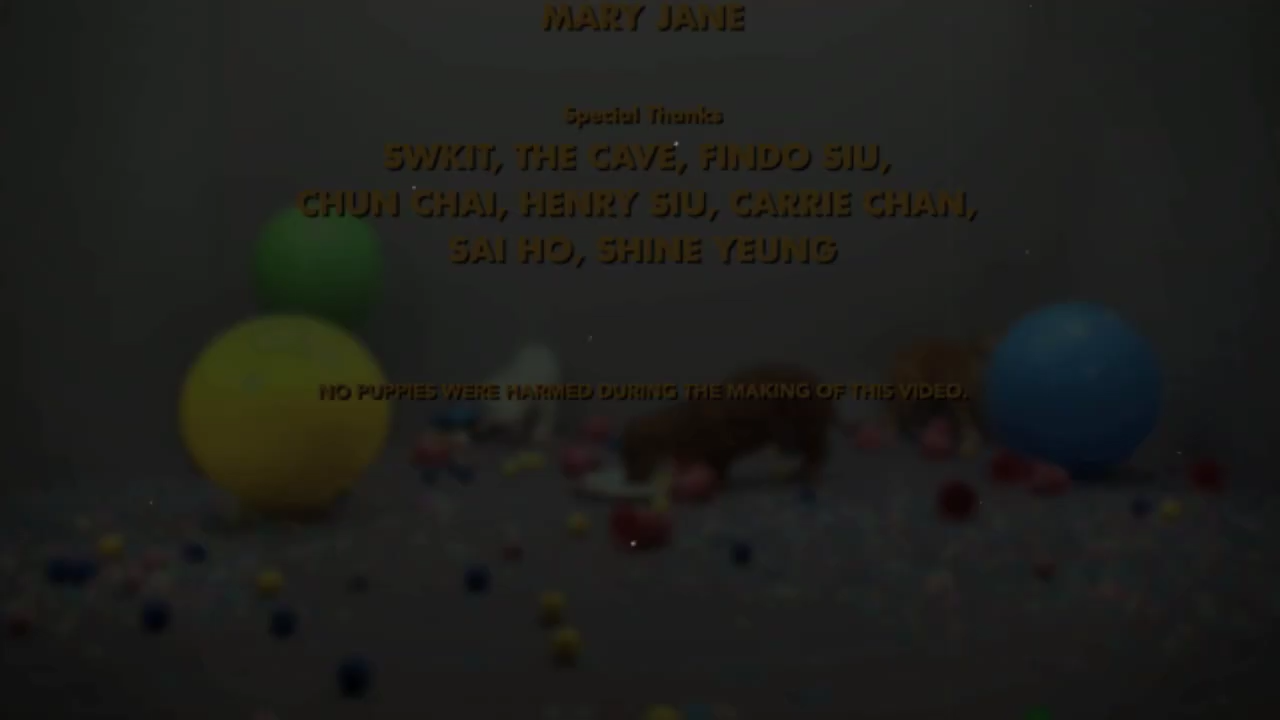 MARY JANE
Special Thanks
SWKIT, THE CAVE, FINDO SIU,
CHUN CHAI, HENRY SIU, CARRIE CHAN,
SAI HO, SHINE YEUNG
NO PUPPIES WERE HARMED DURING THE MAKING OF THIS VIDEO.